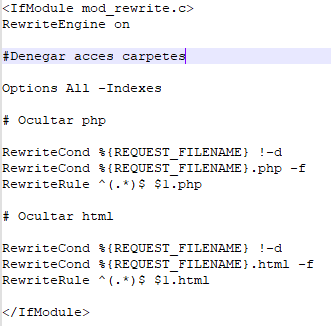 <IfModule mod_rewrite.c>
RewriteEngine on
#Denegar acces carpetes
Options All -Indexes
# Ocultar php
RewriteCond %{REQUEST_FILENAME} !-d
RewriteCond %{REQUEST_FILENAME}.php -f
RewriteRule ^(.*)$ $1.php
# Ocultar html
RewriteCond %{REQUEST_FILENAME} !-d
RewriteCond %{REQUEST_FILENAME}.html -f
RewriteRule ^(.*)$ $1.html
</IfModule>